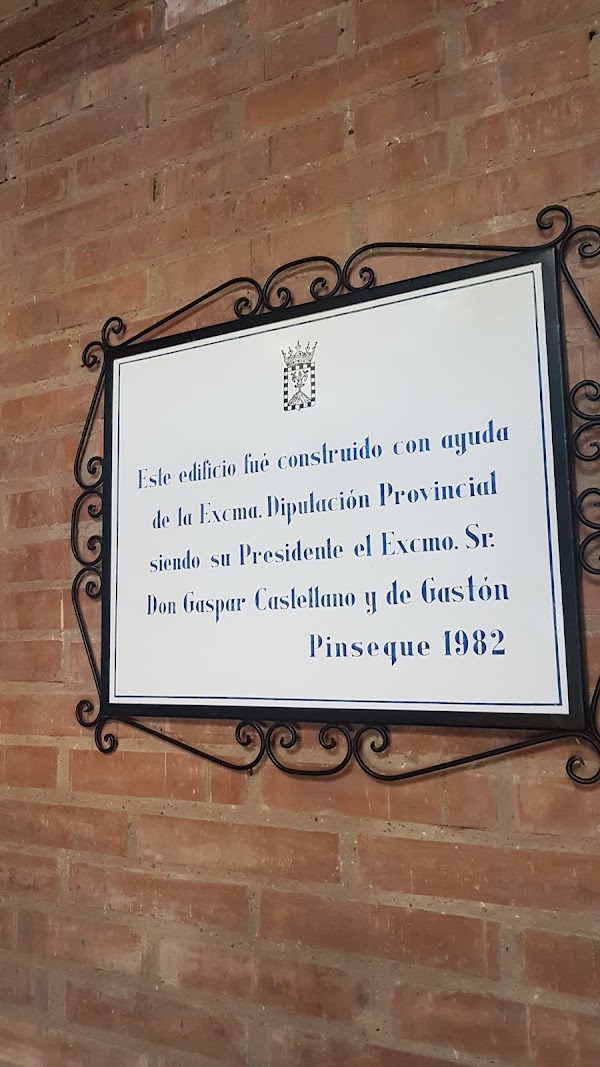 Este edificio fué construido con ayuda
de la Excma. Diputación Provincial
siendo su Presidente el Excmo. Sr.
Don Gaspar Castellano y de Gastón
Pinseque 1982